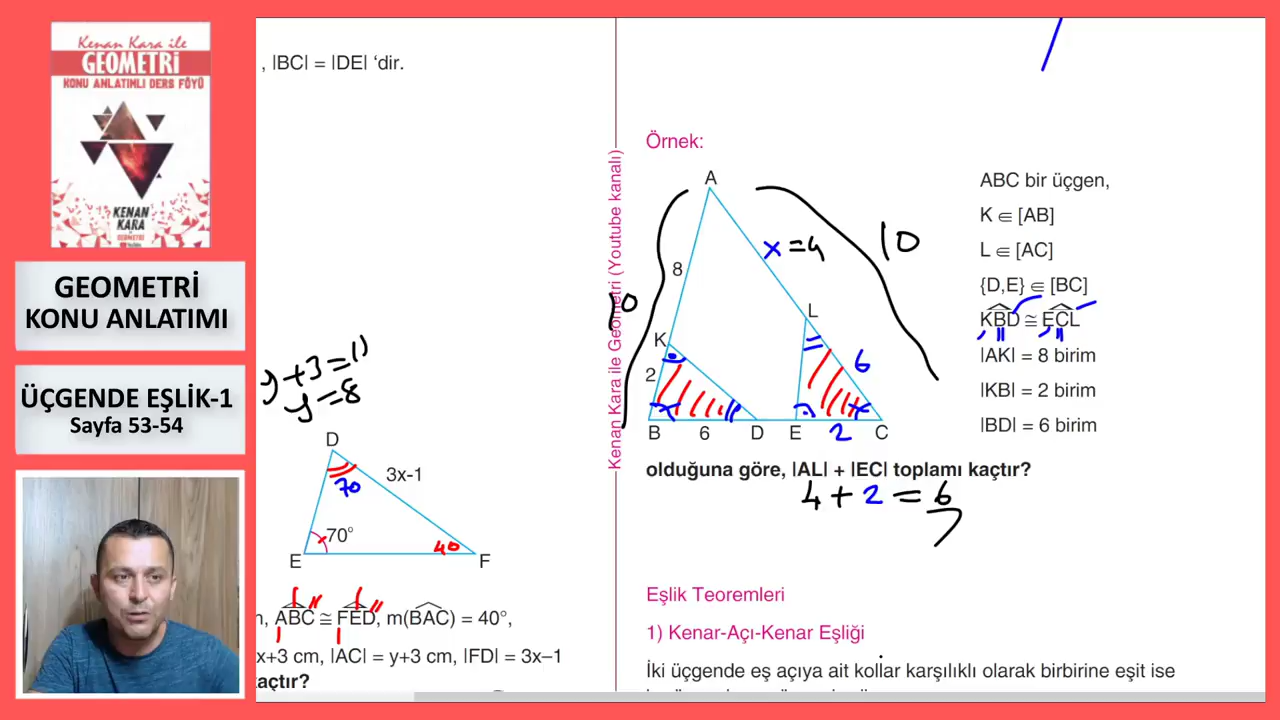 Kenan Kara ile
GEOMETRİ
KONU ANLATIMLI DERS FÖYÜ
KENAN
KARA
GEOMETRİ
KONU ANLATIMI
ÜÇGENDE EŞLİK-1
Sayfa 53-54
, |BC| = |DE| ‘dir.
y+3=11
y=8
D
3x-1
70
70°
40
E
F
ABC ≅ FED, m(BAC) = 40°,
x+3 cm, |AC| = y+3 cm, |FD| = 3x–1
kaçtır?
Kenan Kara ile Geometri (Youtube kanalı)
Örnek:
A
8
x=4
10
10
L
K
2
6
B
6
D
E
2
C
ABC bir üçgen,
K ∈ [AB]
L ∈ [AC]
{D,E} ∈ [BC]
KBD ≅ ECL
|AK| = 8 birim
|KB| = 2 birim
|BD| = 6 birim
olduğuna göre, |AL| + |EC| toplamı kaçtır?
4+2=6
Eşlik Teoremleri
1) Kenar-Açı-Kenar Eşliği
İki üçgende eş açıya ait kollar karşılıklı olarak birbirine eşit ise